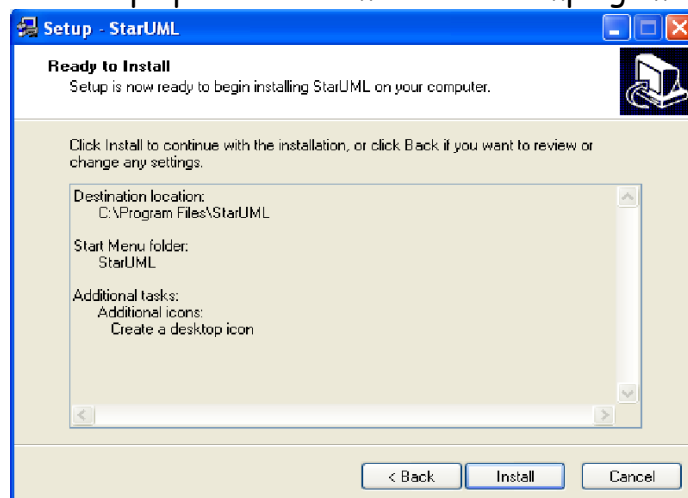 Setup - StarUML
Ready to Install
Setup is now ready to begin installing StarUML on your computer.
Click Install to continue with the installation, or click Back if you want to review or
change any settings.
Destination location:
C:\Program Files\StarUML
Start Menu folder:
StarUML
Additional tasks:
Additional icons:
Create a desktop icon
< Back
Install
Cancel